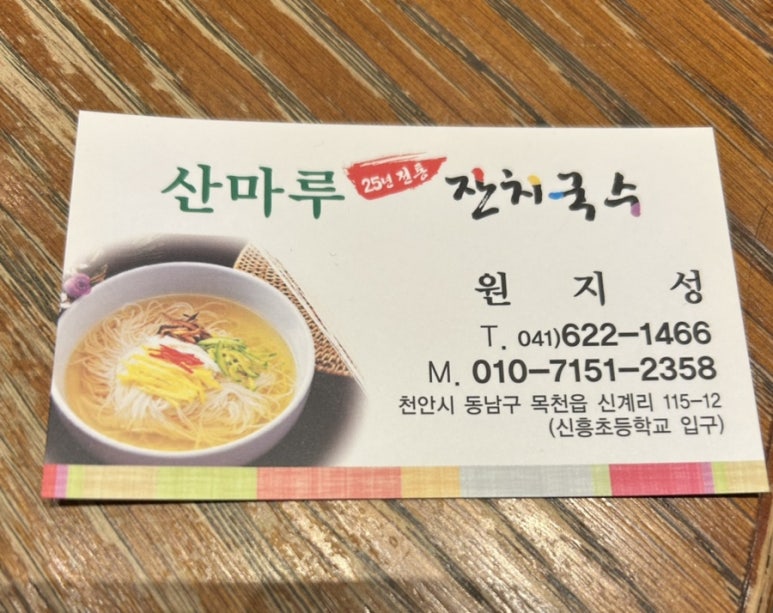 산마루 25년 전통 잔치국수
원 지 성
T. 041)622-1466
M. 010-7151-2358
천안시 동남구 목천읍 신계리 115-12
(신흥초등학교 입구)